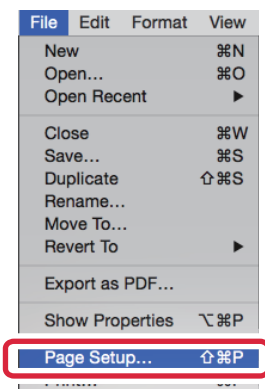 File Edit Format View
New ⌘N
Open... ⌘O
Open Recent ▶
Close ⌘W
Save... ⌘S
Duplicate ⇧⌘S
Rename...
Move To...
Revert To ▶
Export as PDF...
Show Properties ⌥⌘P
Page Setup... ⇧⌘P